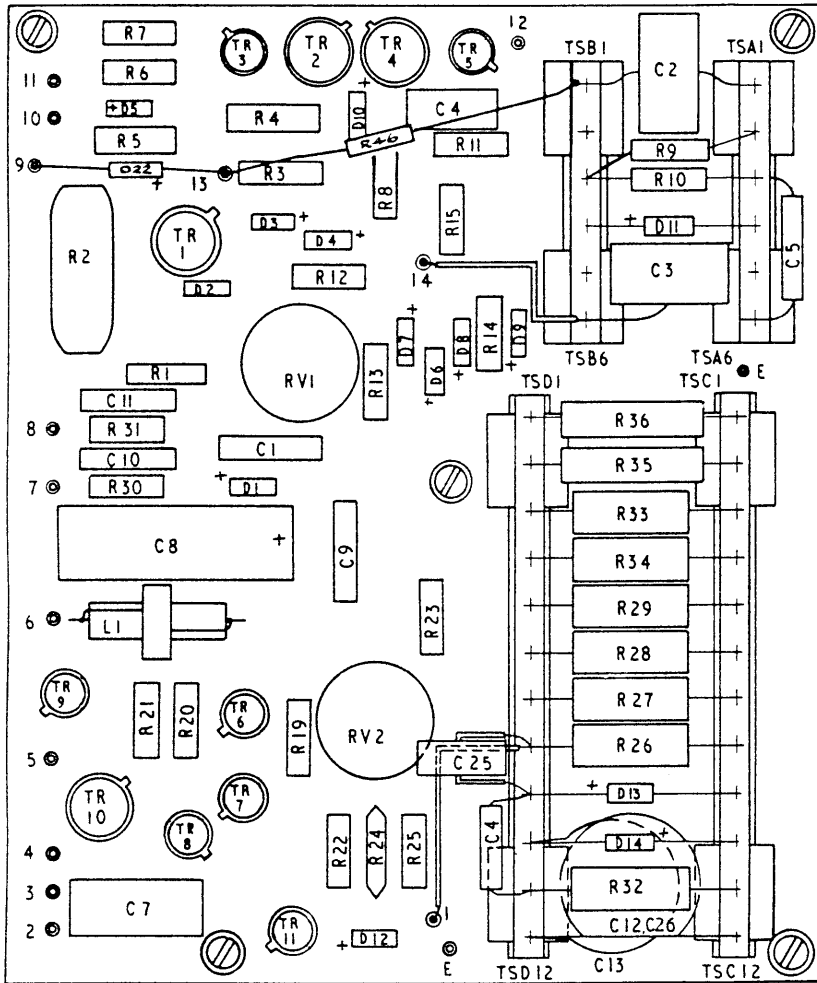 R7
TR 3
TR 2
TR 4
TR 5
12
TSB1
TSA1
R6
C2
11
D5
D10
C4
10
R4
R5
R46
R11
R9
9
D22
13
R3
R10
R8
R2
TR 1
D3
D4
R15
D11
C5
R12
14
C3
D2
R14
D9
D7
D8
D6
TSB6
TSA6
R1
RV1
R13
TSD1
TSC1
E
C11
R36
8
R31
C10
C1
R35
7
R30
D1
R33
C8
C9
R34
R29
6
L1
R23
R28
TR 9
R21
R20
TR 6
R19
RV2
R27
R26
5
C25
TR 10
TR 7
D13
TR 8
R22
R24
R25
C4
D14
4
3
C7
R32
2
1
C12,C26
TR 11
D12
E
C13
TSD12
TSC12